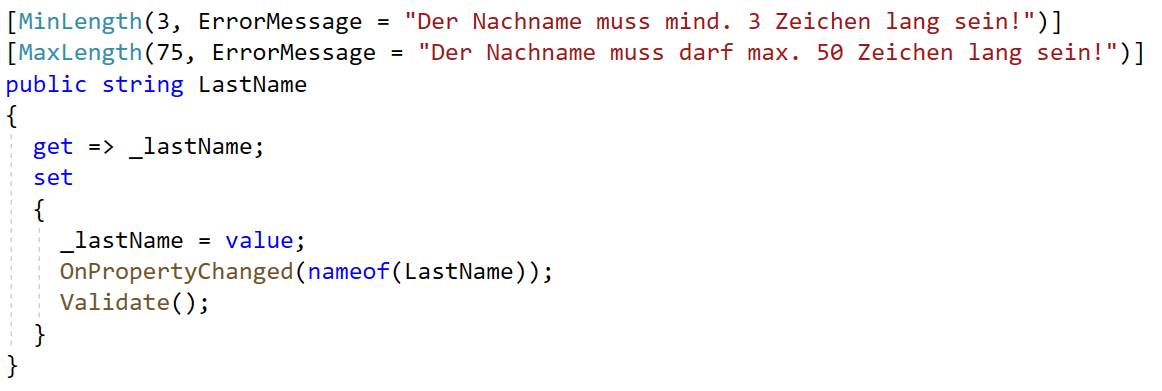 [MinLength(3, ErrorMessage = "Der Nachname muss mind. 3 Zeichen lang sein!")]
[MaxLength(75, ErrorMessage = "Der Nachname muss darf max. 50 Zeichen lang sein!")]
public string LastName
{
  get => _lastName;
  set
  {
    _lastName = value;
    OnPropertyChanged(nameof(LastName));
    Validate();
  }
}